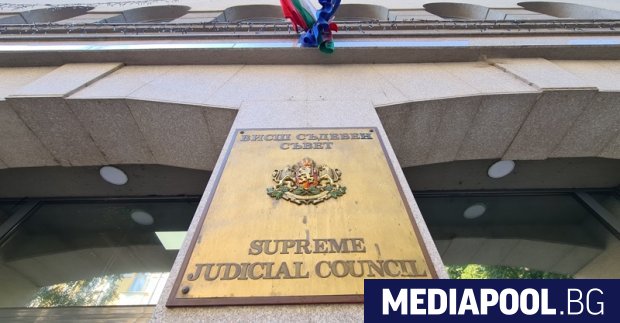 ВИСШ СЪДЕБЕН
СЪВЕТ
SUPREME
JUDICIAL COUNCIL
MEDIAPOOL.BG